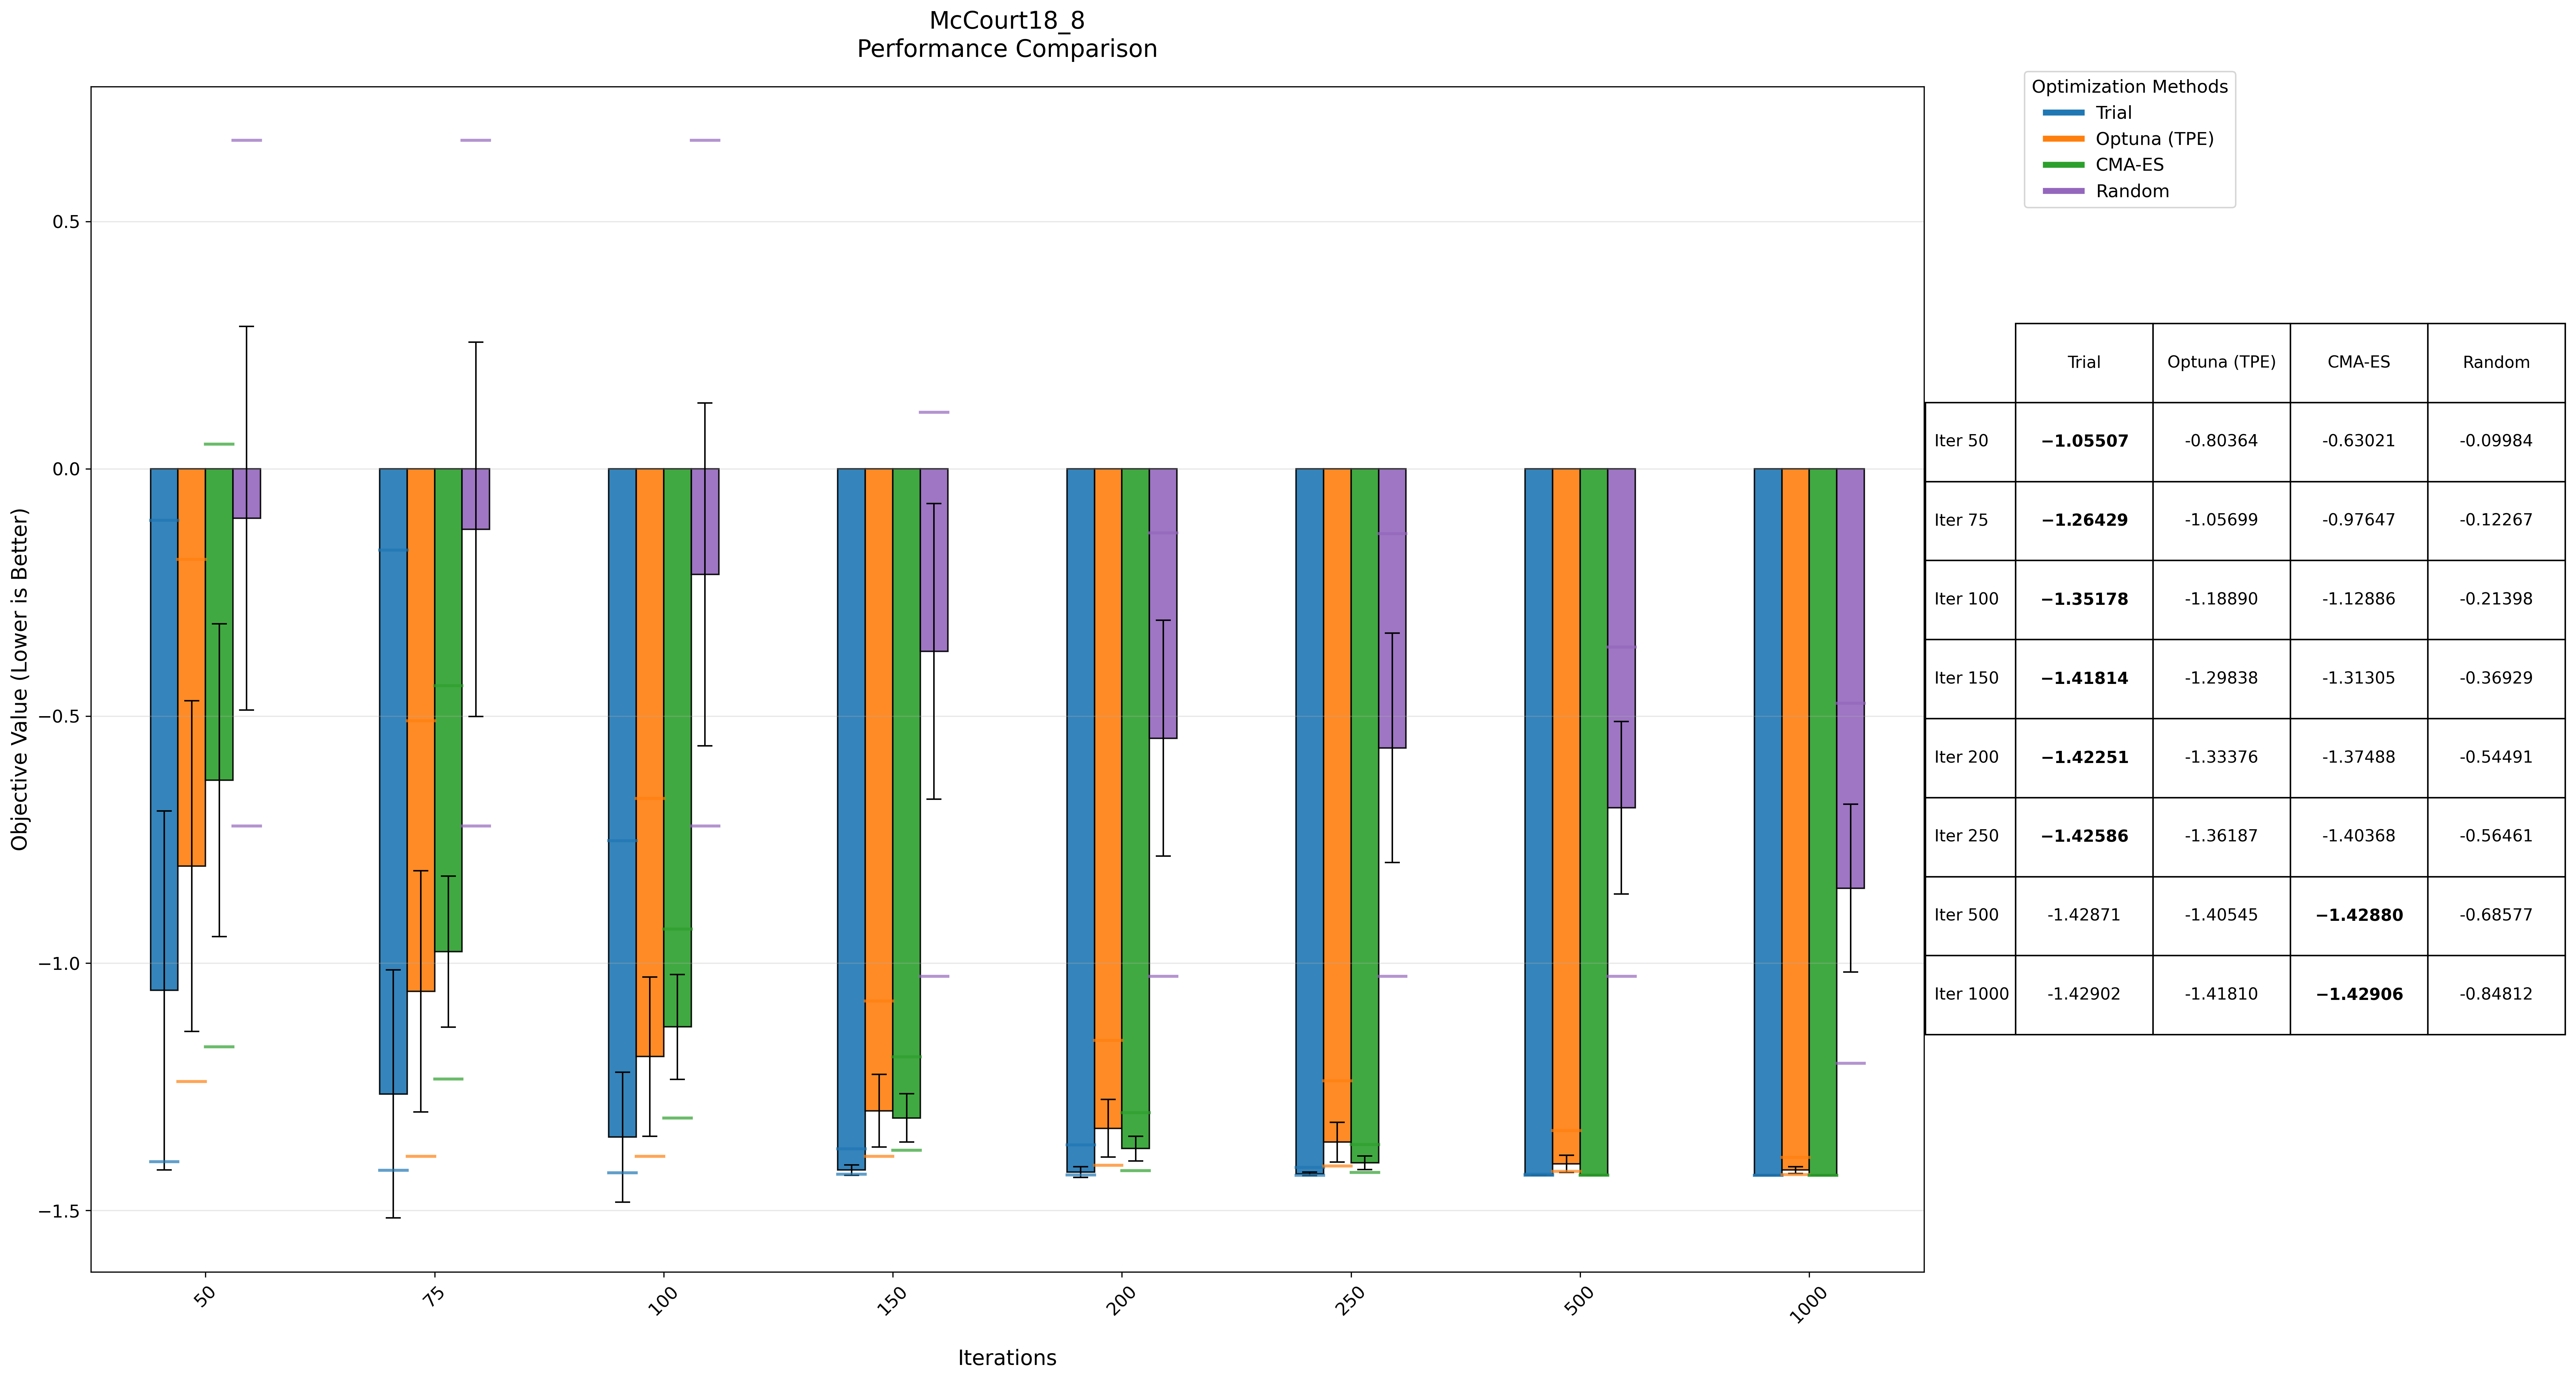 McCourt18_8
Performance Comparison
Objective Value (Lower is Better)
0.5
0.0
−0.5
−1.0
−1.5
50
75
100
150
200
250
500
1000
Iterations
Optimization Methods
Trial
Optuna (TPE)
CMA-ES
Random
Trial Optuna (TPE) CMA-ES Random
Iter 50 −1.05507 -0.80364 -0.63021 -0.09984
Iter 75 −1.26429 -1.05699 -0.97647 -0.12267
Iter 100 −1.35178 -1.18890 -1.12886 -0.21398
Iter 150 −1.41814 -1.29838 -1.31305 -0.36929
Iter 200 −1.42251 -1.33376 -1.37488 -0.54491
Iter 250 −1.42586 -1.36187 -1.40368 -0.56461
Iter 500 -1.42871 -1.40545 −1.42880 -0.68577
Iter 1000 -1.42902 -1.41810 −1.42906 -0.84812